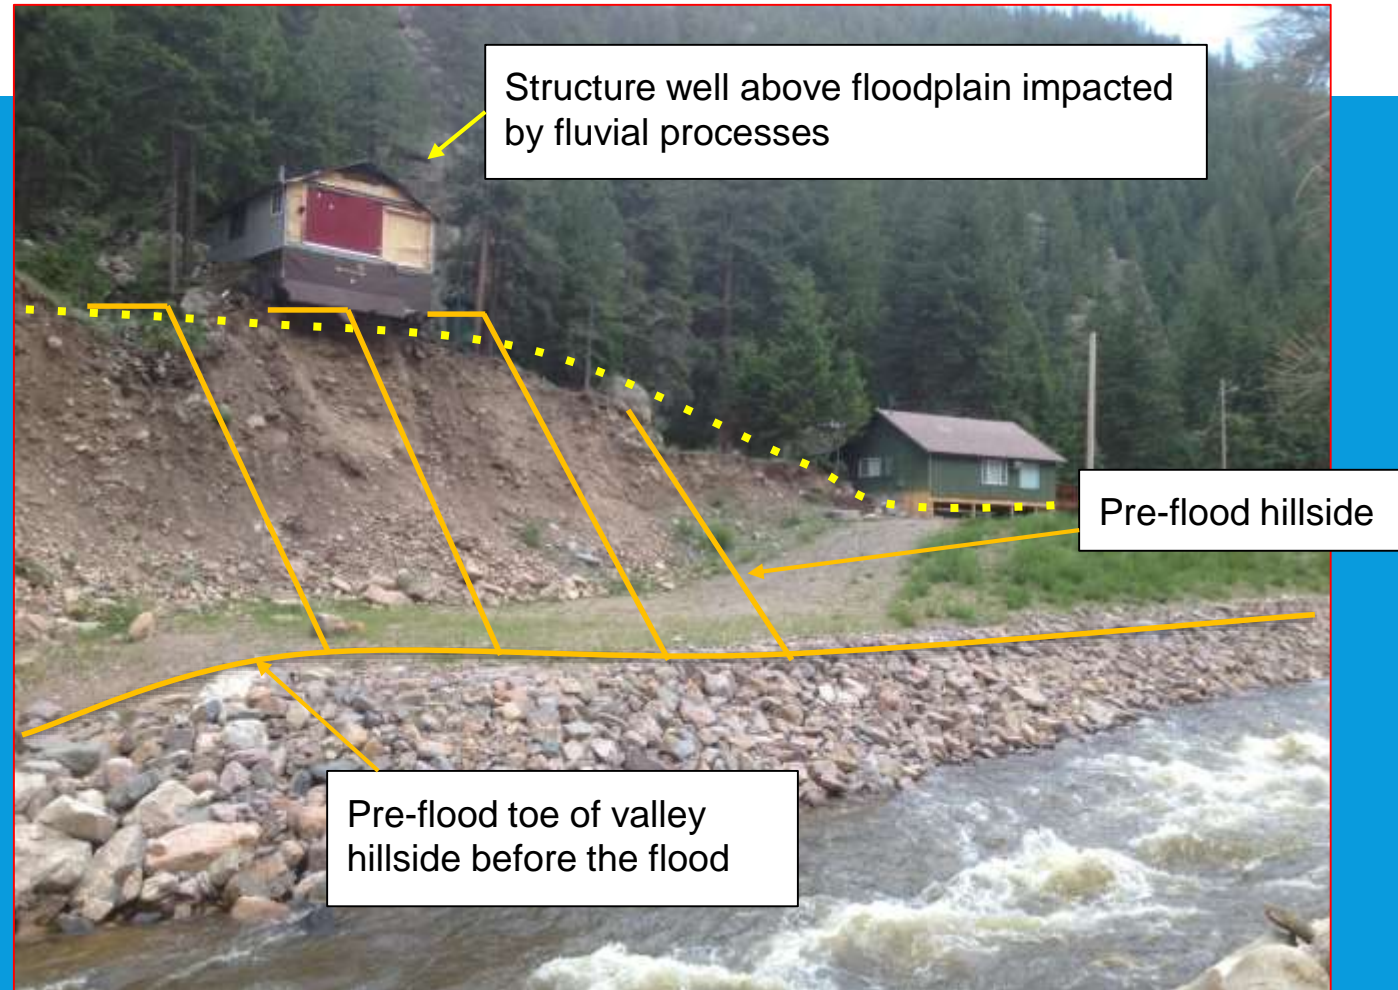 Structure well above floodplain impacted
by fluvial processes
Pre-flood hillside
Pre-flood toe of valley
hillside before the flood